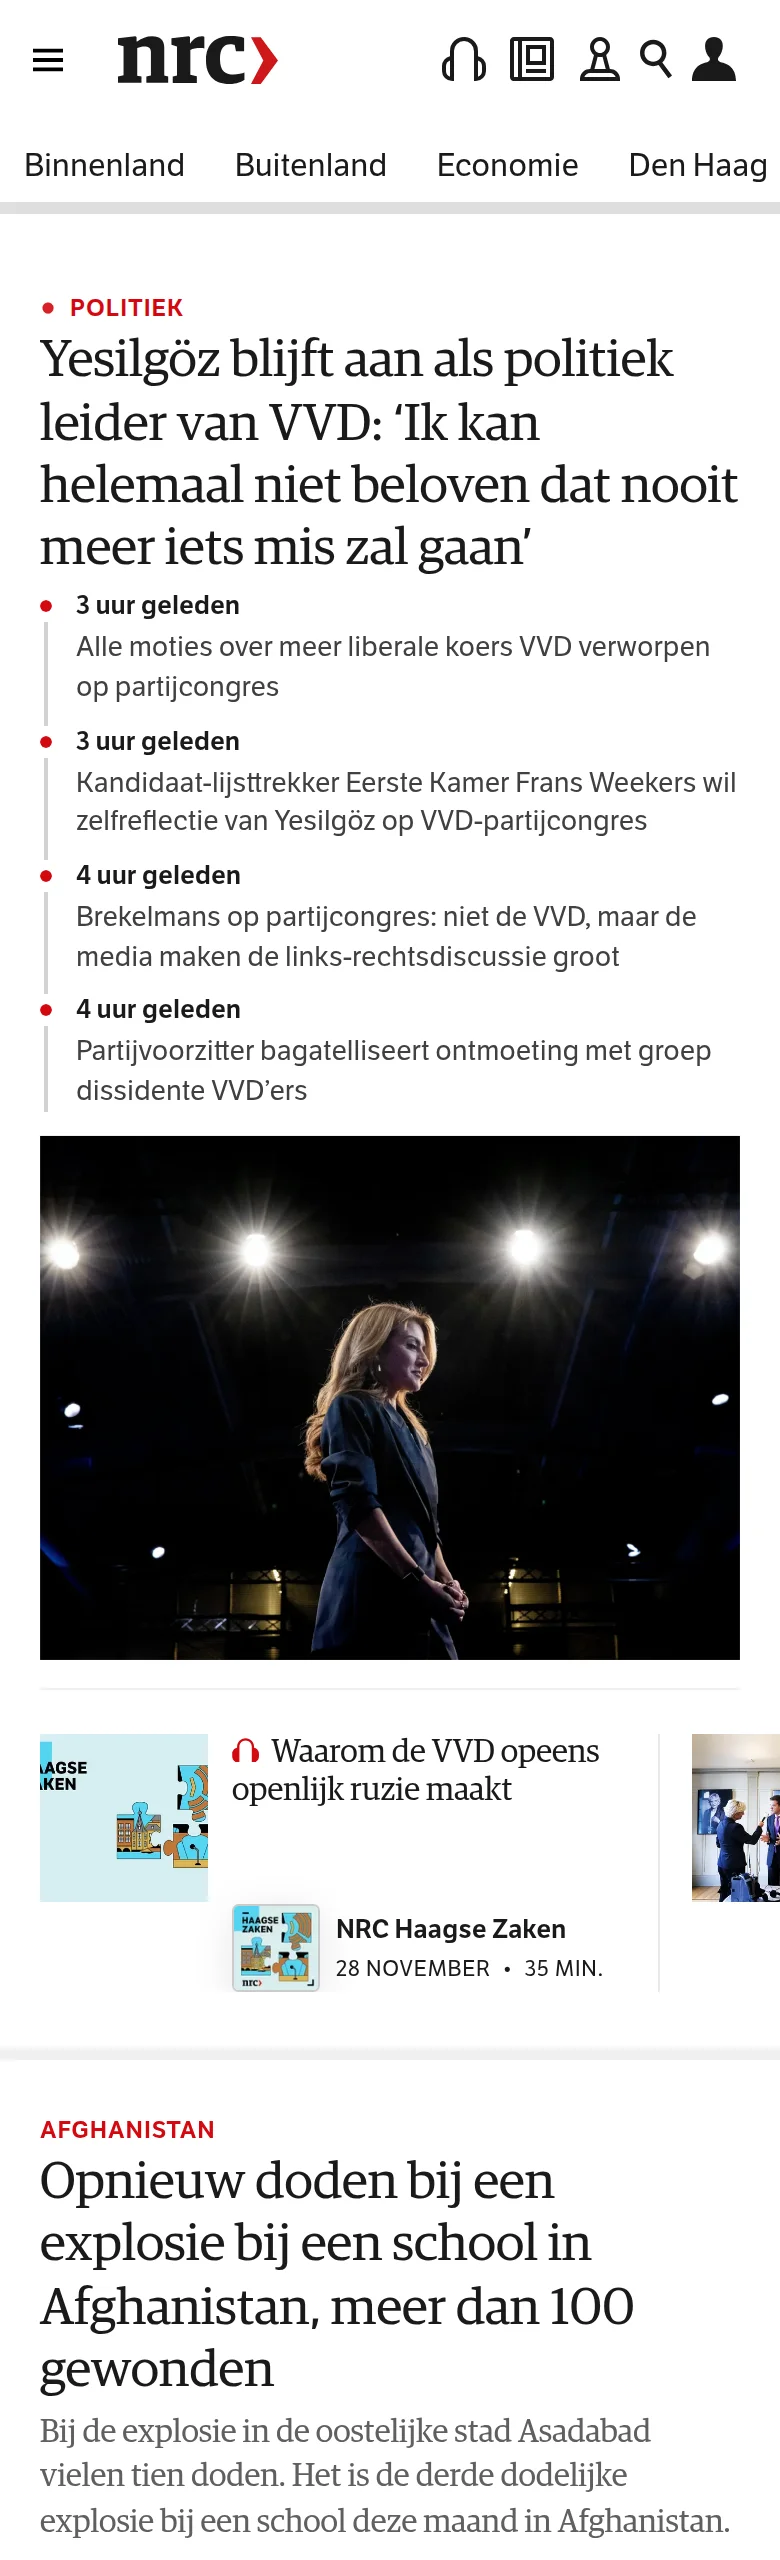 nrc
Binnenland Buitenland Economie Den Haag
POLITIEK
Yesilgöz blijft aan als politiek
leider van VVD: ‘Ik kan
helemaal niet beloven dat nooit
meer iets mis zal gaan’
3 uur geleden
Alle moties over meer liberale koers VVD verworpen
op partijcongres
3 uur geleden
Kandidaat-lijsttrekker Eerste Kamer Frans Weekers wil
zelfreflectie van Yesilgöz op VVD-partijcongres
4 uur geleden
Brekelmans op partijcongres: niet de VVD, maar de
media maken de links-rechtsdiscussie groot
4 uur geleden
Partijvoorzitter bagatelliseert ontmoeting met groep
dissidente VVD’ers
AAGSE
KEN
Waarom de VVD opeens
openlijk ruzie maakt
HAAGSE
ZAKEN
nrc
NRC Haagse Zaken
28 NOVEMBER • 35 MIN.
AFGHANISTAN
Opnieuw doden bij een
explosie bij een school in
Afghanistan, meer dan 100
gewonden
Bij de explosie in de oostelijke stad Asadabad
vielen tien doden. Het is de derde dodelijke
explosie bij een school deze maand in Afghanistan.